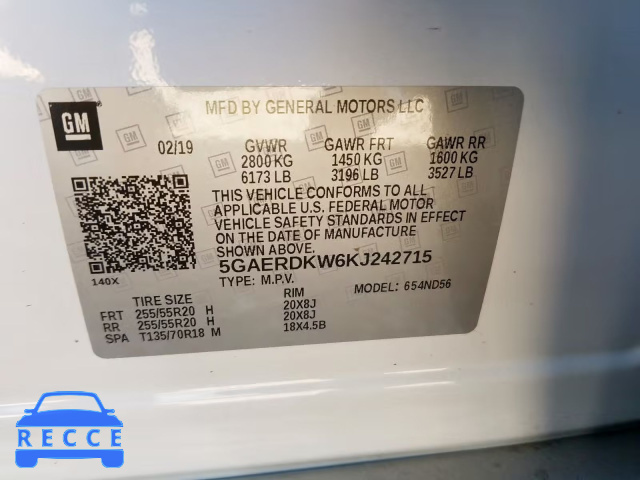 GM
MFD BY GENERAL MOTORS LLC
02/19 GVWR GAWR FRT GAWR RR
2800 KG 1450 KG 1600 KG
6173 LB 3196 LB 3527 LB
THIS VEHICLE CONFORMS TO ALL
APPLICABLE U.S. FEDERAL MOTOR
VEHICLE SAFETY STANDARDS IN EFFECT
ON THE DATE OF MANUFACTURE
SHOWN ABOVE.
140X 5GAERDKW6KJ242715
TYPE: M.P.V. MODEL: 654ND56
TIRE SIZE RIM
FRT 255/55R20 H 20X8J
RR 255/55R20 H 20X8J
SPA T135/70R18 M 18X4.5B
RECCE